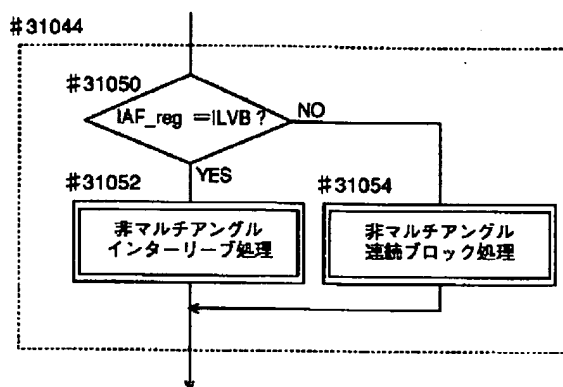 #31044
#31050
IAF_reg =ILVB ?
NO
YES
#31052
#31054
非マルチアングル
インターリーブ処理
非マルチアングル
連続ブロック処理